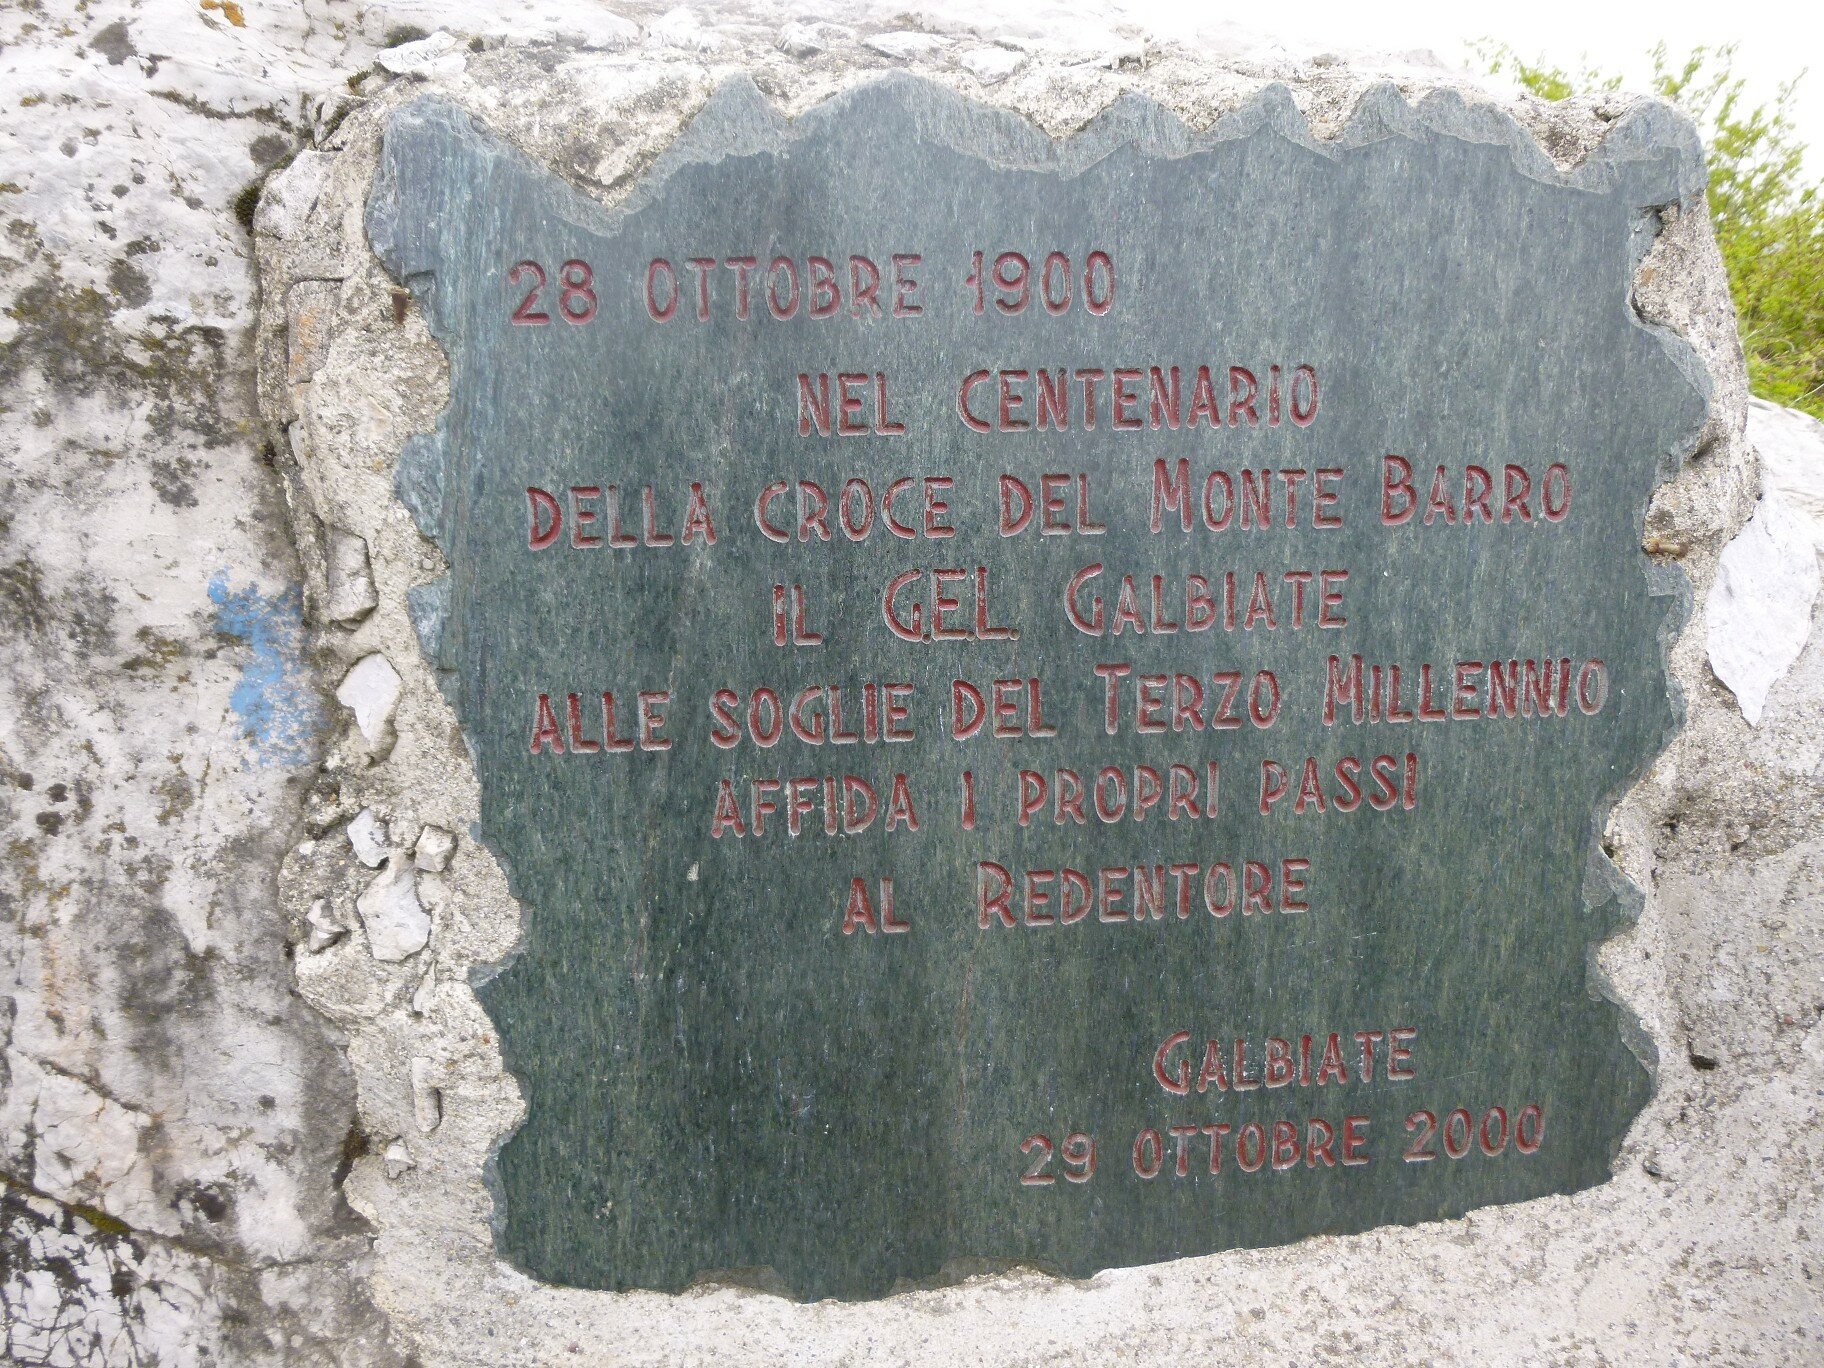 28 OTTOBRE 1900
NEL CENTENARIO
DELLA CROCE DEL MONTE BARRO
IL G.E.L. GALBIATE
ALLE SOGLIE DEL TERZO MILLENNIO
AFFIDA I PROPRI PASSI
AL REDENTORE
GALBIATE
29 OTTOBRE 2000